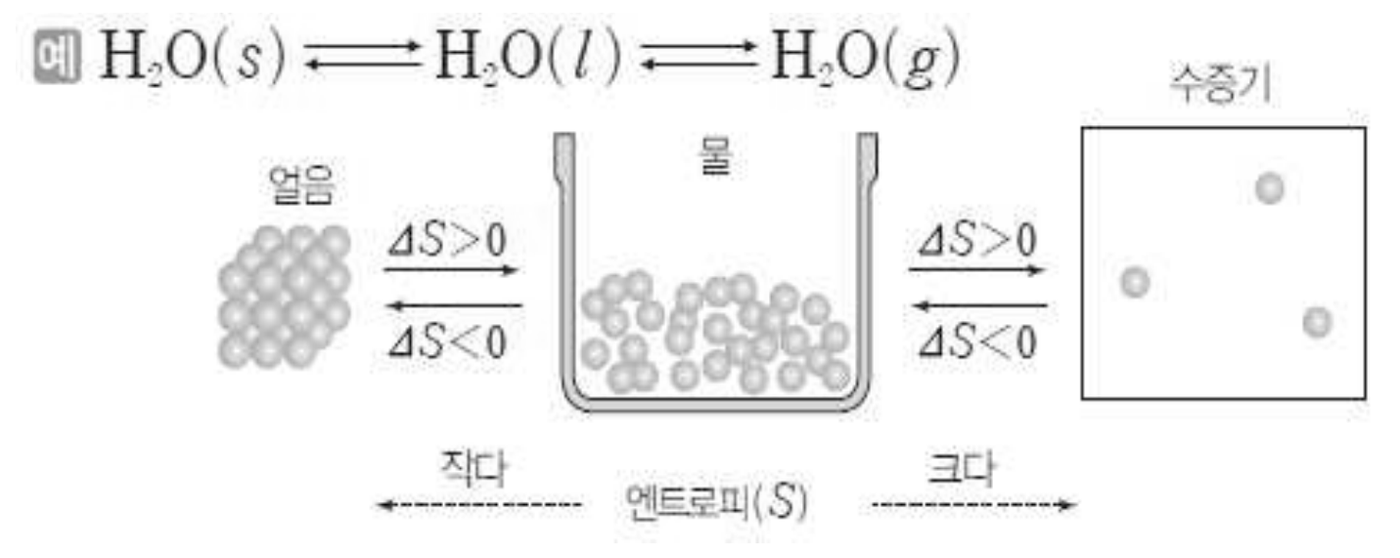 예 H₂O(s) ⇄ H₂O(l) ⇄ H₂O(g)
수증기
물
얼음
ΔS>0
ΔS<0
ΔS>0
ΔS<0
작다
엔트로피(S)
크다